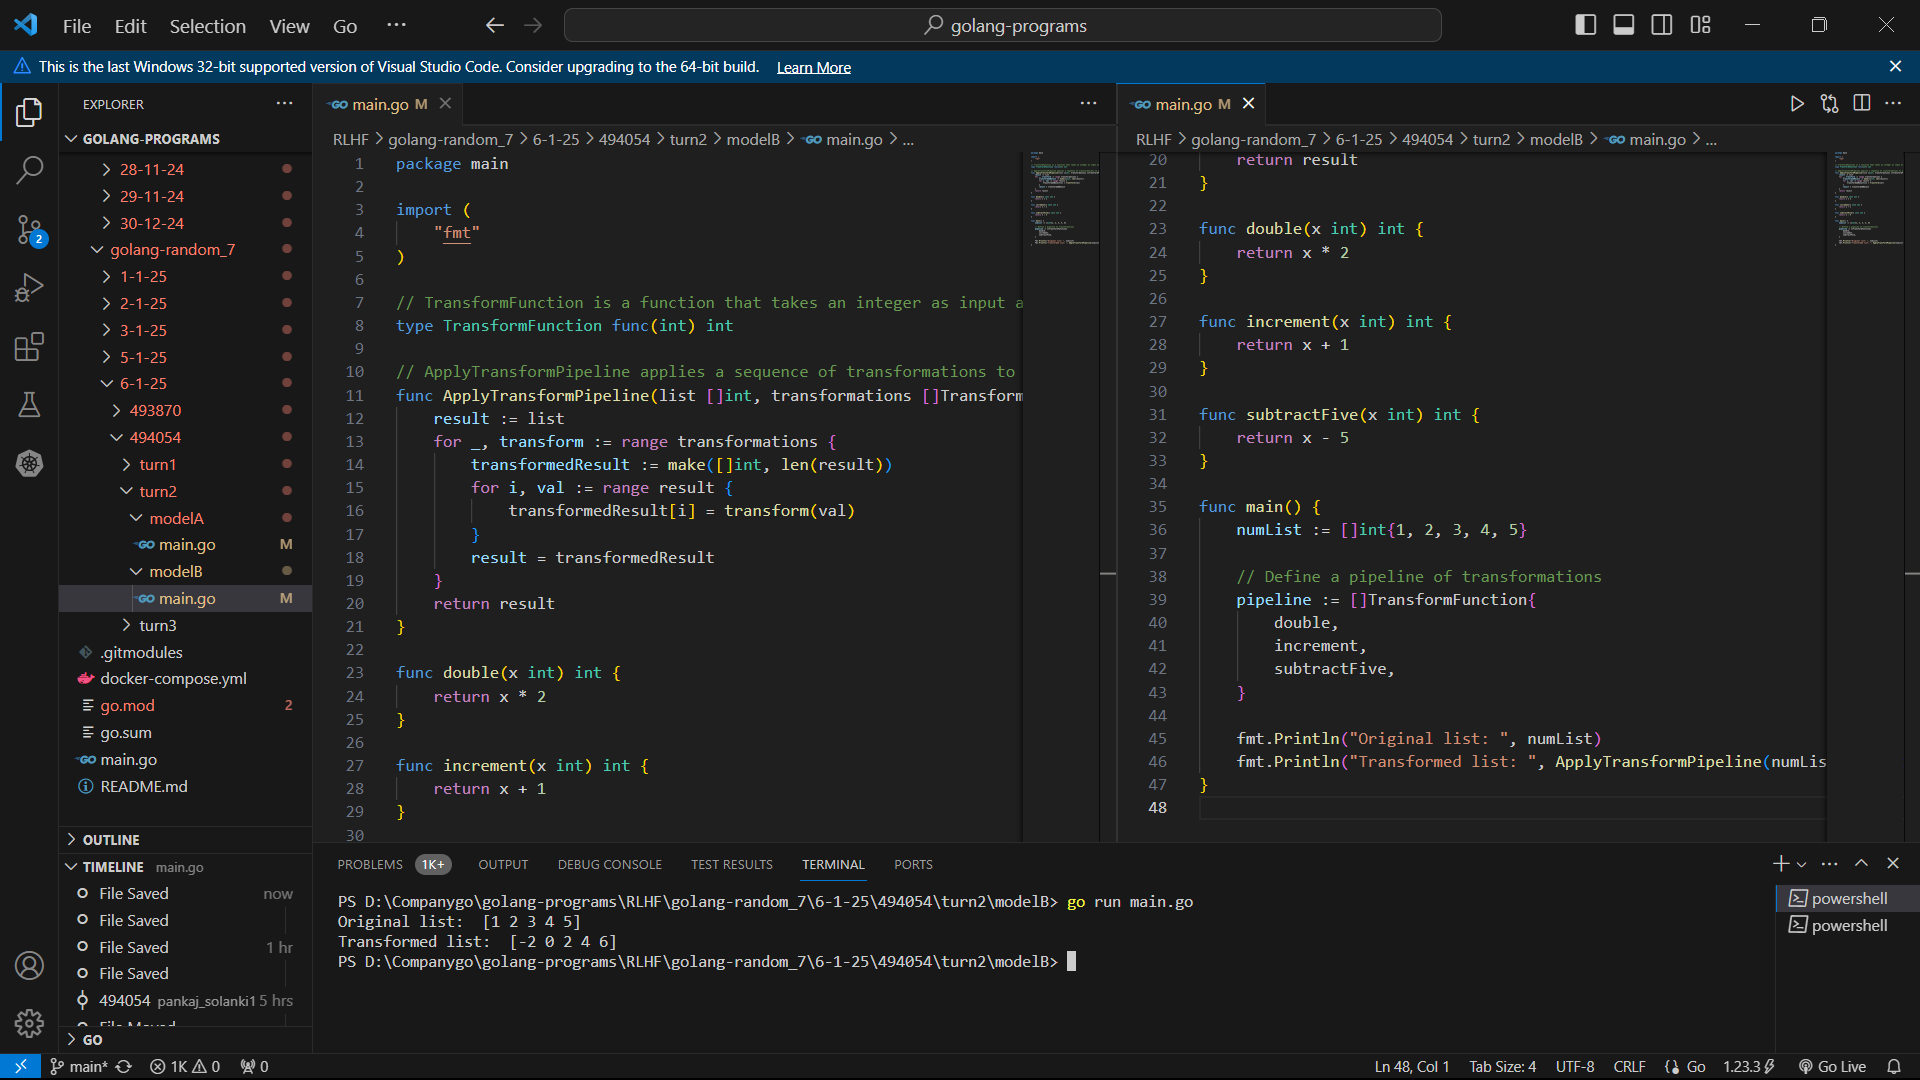 File Edit Selection View Go ··· golang-programs
This is the last Windows 32-bit supported version of Visual Studio Code. Consider upgrading to the 64-bit build. Learn More
EXPLORER
GOLANG-PROGRAMS
28-11-24
29-11-24
30-12-24
golang-random_7
1-1-25
2-1-25
3-1-25
5-1-25
6-1-25
493870
494054
turn1
turn2
modelA
GO main.go M
modelB
GO main.go M
turn3
.gitmodules
docker-compose.yml
go.mod 2
go.sum
GO main.go
README.md
OUTLINE
TIMELINE main.go
File Saved now
File Saved
File Saved 1 hr
File Saved
494054 pankaj_solanki1 5 hrs
File Moved
GO
2
GO main.go M
RLHF > golang-random_7 > 6-1-25 > 494054 > turn2 > modelB > GO main.go > ...
1 package main
2
3 import (
4 "fmt"
5 )
6
7 // TransformFunction is a function that takes an integer as input a
8 type TransformFunction func(int) int
9
10 // ApplyTransformPipeline applies a sequence of transformations to
11 func ApplyTransformPipeline(list []int, transformations []Transform
12 result := list
13 for _, transform := range transformations {
14 transformedResult := make([]int, len(result))
15 for i, val := range result {
16 transformedResult[i] = transform(val)
17 }
18 result = transformedResult
19 }
20 return result
21 }
22
23 func double(x int) int {
24 return x * 2
25 }
26
27 func increment(x int) int {
28 return x + 1
29 }
30
GO main.go M
RLHF > golang-random_7 > 6-1-25 > 494054 > turn2 > modelB > GO main.go > ...
20 return result
21 }
22
23 func double(x int) int {
24 return x * 2
25 }
26
27 func increment(x int) int {
28 return x + 1
29 }
30
31 func subtractFive(x int) int {
32 return x - 5
33 }
34
35 func main() {
36 numList := []int{1, 2, 3, 4, 5}
37
38 // Define a pipeline of transformations
39 pipeline := []TransformFunction{
40 double,
41 increment,
42 subtractFive,
43 }
44
45 fmt.Println("Original list: ", numList)
46 fmt.Println("Transformed list: ", ApplyTransformPipeline(numLis
47 }
48
PROBLEMS 1K+ OUTPUT DEBUG CONSOLE TEST RESULTS TERMINAL PORTS
PS D:\Companygo\golang-programs\RLHF\golang-random_7\6-1-25\494054\turn2\modelB> go run main.go
Original list:  [1 2 3 4 5]
Transformed list:  [-2 0 2 4 6]
PS D:\Companygo\golang-programs\RLHF\golang-random_7\6-1-25\494054\turn2\modelB>
powershell
powershell
main* 1K 0 0 Ln 48, Col 1 Tab Size: 4 UTF-8 CRLF {} Go 1.23.3 Go Live